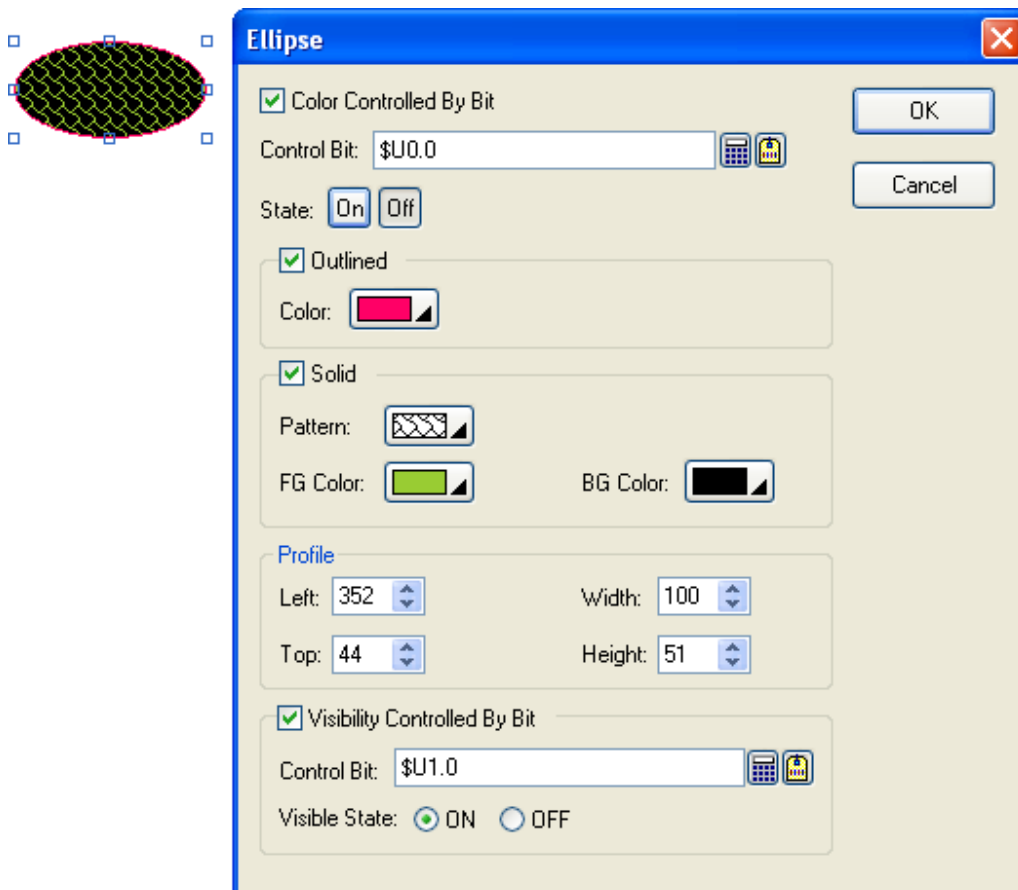 Ellipse
Color Controlled By Bit
OK
Control Bit: $U0.0
Cancel
State: On Off
Outlined
Color:
Solid
Pattern:
FG Color: BG Color:
Profile
Left: 352 Width: 100
Top: 44 Height: 51
Visibility Controlled By Bit
Control Bit: $U1.0
Visible State: ON OFF